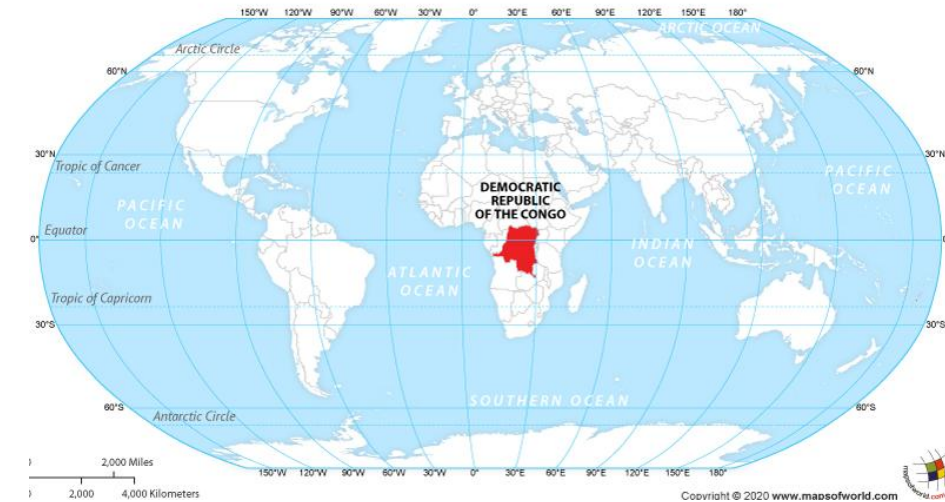 150°W 120°W 90°W 60°W 30°W 0° 30°E 60°E 90°E 120°E 150°E 180°
ARCTIC OCEAN
Arctic Circle
60°N 60°N
30°N 30°N
Tropic of Cancer
PACIFIC
OCEAN
DEMOCRATIC
REPUBLIC
OF THE CONGO
PACIFIC
OCEAN
Equator
0° 0°
INDIAN
OCEAN
ATLANTIC
OCEAN
Tropic of Capricorn
30°S 30°S
SOUTHERN OCEAN
60°S 60°S
Antarctic Circle
150°W 120°W 90°W 60°W 30°W 0° 30°E 60°E 90°E 120°E 150°E 180°
2,000 Miles
2,000 4,000 Kilometers
Copyright © 2020 www.mapsofworld.com
mapsofworld.com